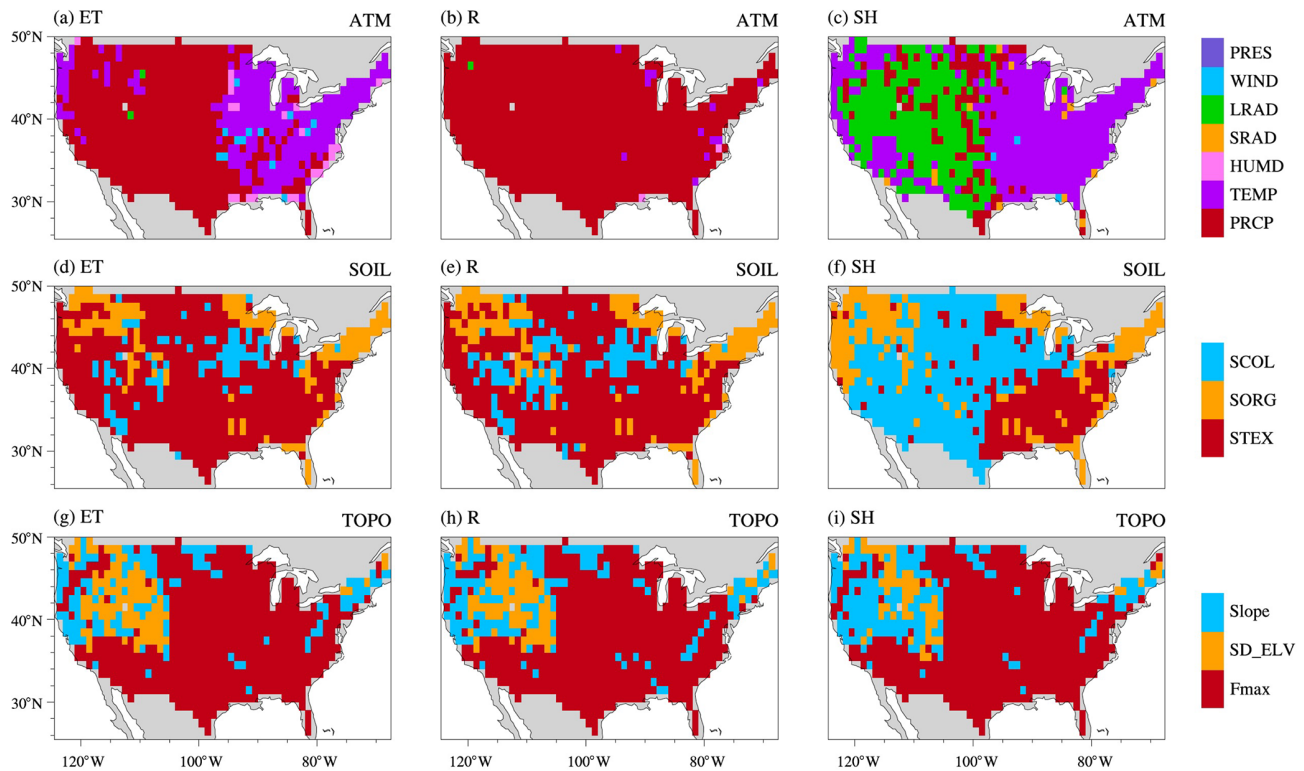 (a) ET ATM
(b) R ATM
(c) SH ATM
50°N
40°N
30°N
PRES
WIND
LRAD
SRAD
HUMD
TEMP
PRCP
(d) ET SOIL
(e) R SOIL
(f) SH SOIL
50°N
40°N
30°N
SCOL
SORG
STEX
(g) ET TOPO
(h) R TOPO
(i) SH TOPO
50°N
40°N
30°N
Slope
SD_ELV
Fmax
120°W 100°W 80°W
120°W 100°W 80°W
120°W 100°W 80°W